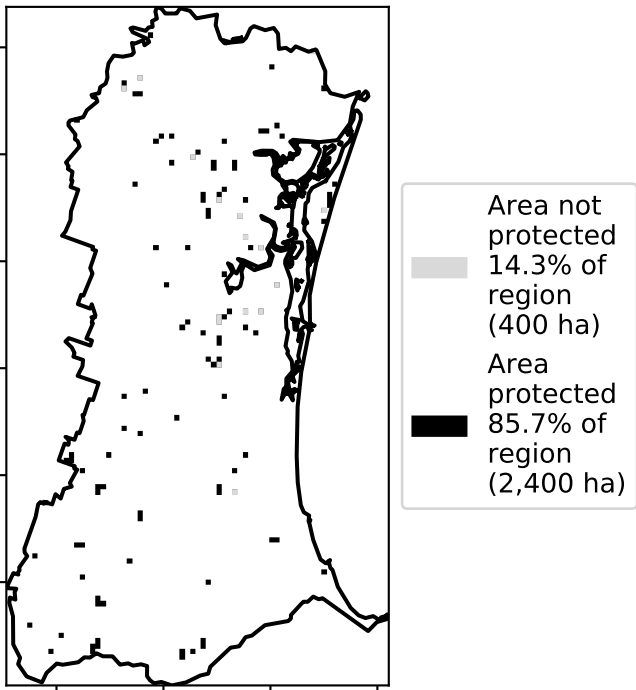 Area not
protected
14.3% of
region
(400 ha)
Area
protected
85.7% of
region
(2,400 ha)